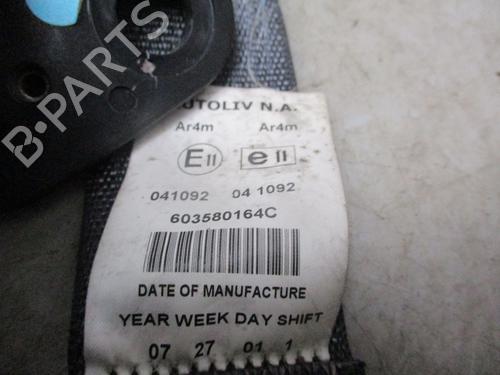 B-PARTS
AUTOLIV N.A.
Ar4m Ar4m
E11 e11
041092 04 1092
603580164C
DATE OF MANUFACTURE
YEAR WEEK DAY SHIFT
07 27 01 1